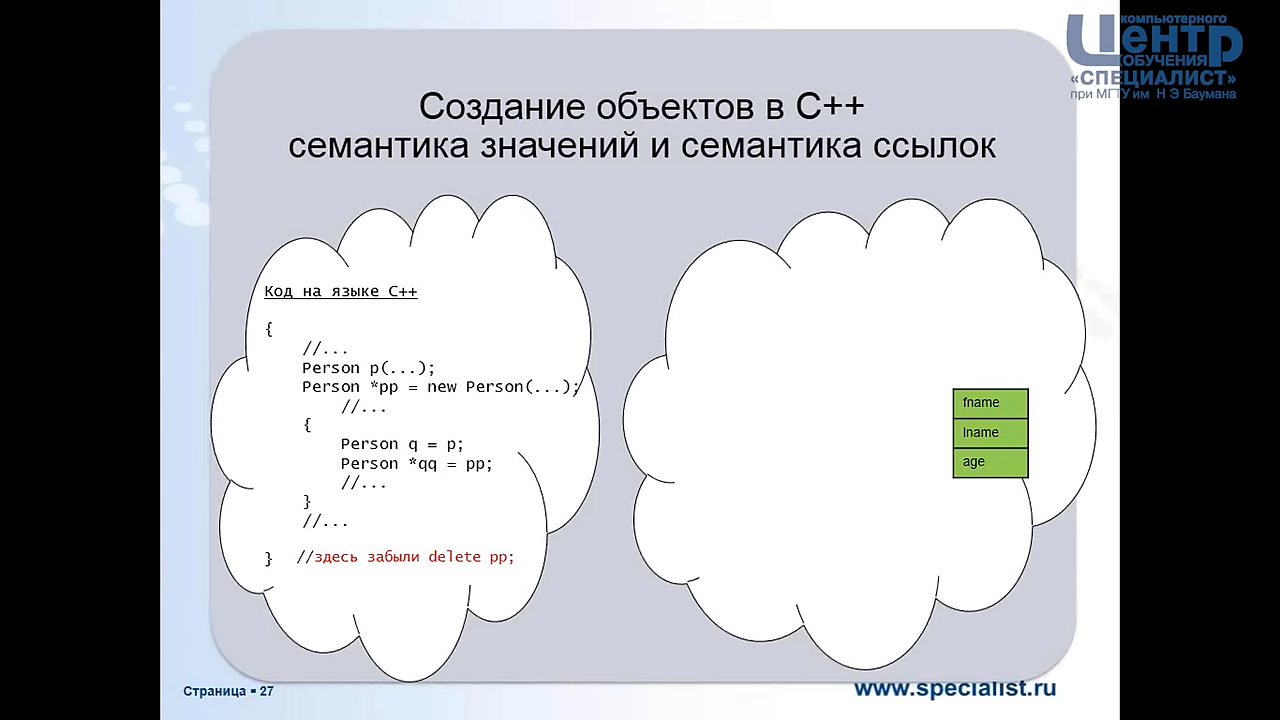 компьютерного
Центр
ОБУЧЕНИЯ
«СПЕЦИАЛИСТ»
при МГТУ им Н Э Баумана
Создание объектов в С++
семантика значений и семантика ссылок
Код на языке С++
{
//...
Person p(...);
Person *pp = new Person(...);
//...
{
Person q = p;
Person *qq = pp;
//...
}
//...
} //здесь забыли delete pp;
fname
lname
age
Страница ▪ 27
www.specialist.ru